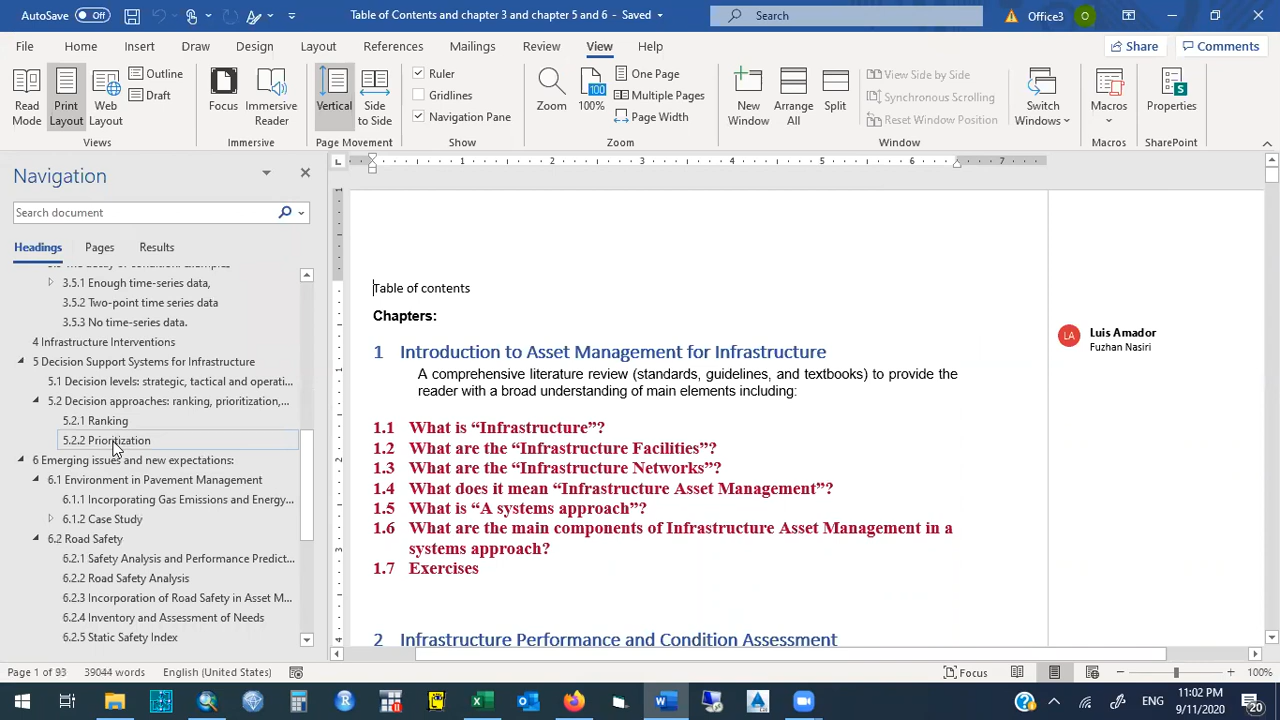 AutoSave Off
Table of Contents and chapter 3 and chapter 5 and 6 - Saved
Search
Office3
File Home Insert Draw Design Layout References Mailings Review View Help
Share Comments
Read Mode
Print Layout
Web Layout
Outline
Draft
Views
Focus
Immersive Reader
Immersive
Vertical
Side to Side
Page Movement
Ruler
Gridlines
Navigation Pane
Show
Zoom
100
100%
One Page
Multiple Pages
Page Width
Zoom
New Window
Arrange All
Split
View Side by Side
Synchronous Scrolling
Reset Window Position
Window
Switch Windows
Macros
Macros
Properties
SharePoint
Navigation
Search document
Headings Pages Results
3.5.1 Enough time-series data,
3.5.2 Two-point time series data
3.5.3 No time-series data.
4 Infrastructure Interventions
5 Decision Support Systems for Infrastructure
5.1 Decision levels: strategic, tactical and operati...
5.2 Decision approaches: ranking, prioritization,...
5.2.1 Ranking
5.2.2 Prioritization
6 Emerging issues and new expectations:
6.1 Environment in Pavement Management
6.1.1 Incorporating Gas Emissions and Energy...
6.1.2 Case Study
6.2 Road Safety
6.2.1 Safety Analysis and Performance Predict...
6.2.2 Road Safety Analysis
6.2.3 Incorporation of Road Safety in Asset M...
6.2.4 Inventory and Assessment of Needs
6.2.5 Static Safety Index
1 2 3 4 5 6 7
Table of contents
Chapters:
1 Introduction to Asset Management for Infrastructure
A comprehensive literature review (standards, guidelines, and textbooks) to provide the
reader with a broad understanding of main elements including:
1.1 What is “Infrastructure”?
1.2 What are the “Infrastructure Facilities”?
1.3 What are the “Infrastructure Networks”?
1.4 What does it mean “Infrastructure Asset Management”?
1.5 What is “A systems approach”?
1.6 What are the main components of Infrastructure Asset Management in a
systems approach?
1.7 Exercises
2 Infrastructure Performance and Condition Assessment
LA
Luis Amador
Fuzhan Nasiri
Page 1 of 93 39044 words English (United States)
Focus
100%
ENG
11:02 PM
9/11/2020
20